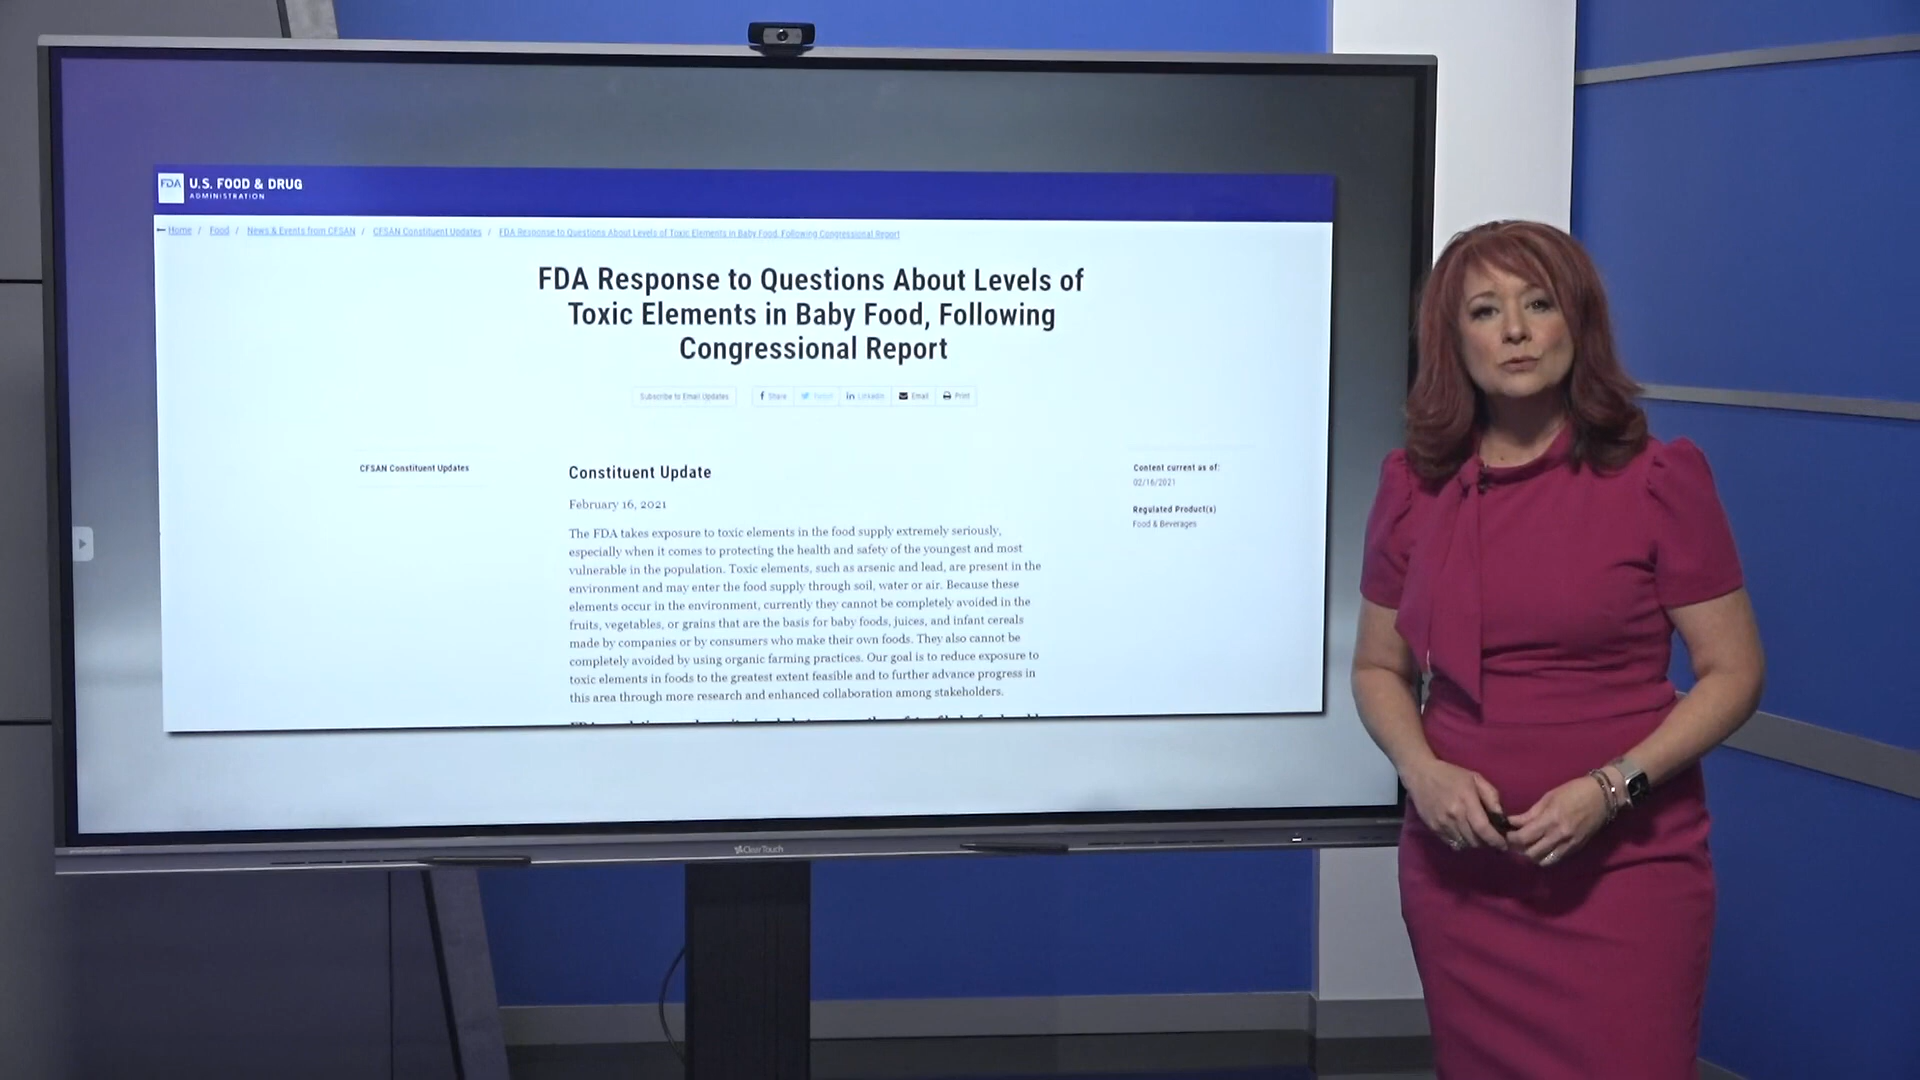 FDA U.S. FOOD & DRUG
ADMINISTRATION
Home / Food / News & Events from CFSAN / CFSAN Constituent Updates / FDA Response to Questions About Levels of Toxic Elements in Baby Food, Following Congressional Report
FDA Response to Questions About Levels of
Toxic Elements in Baby Food, Following
Congressional Report
Subscribe to Email Updates
Share
Tweet
Linkedin
Email
Print
CFSAN Constituent Updates
Constituent Update
February 16, 2021
The FDA takes exposure to toxic elements in the food supply extremely seriously,
especially when it comes to protecting the health and safety of the youngest and most
vulnerable in the population. Toxic elements, such as arsenic and lead, are present in the
environment and may enter the food supply through soil, water or air. Because these
elements occur in the environment, currently they cannot be completely avoided in the
fruits, vegetables, or grains that are the basis for baby foods, juices, and infant cereals
made by companies or by consumers who make their own foods. They also cannot be
completely avoided by using organic farming practices. Our goal is to reduce exposure to
toxic elements in foods to the greatest extent feasible and to further advance progress in
this area through more research and enhanced collaboration among stakeholders.
Content current as of:
02/16/2021
Regulated Product(s)
Food & Beverages
ClearTouch